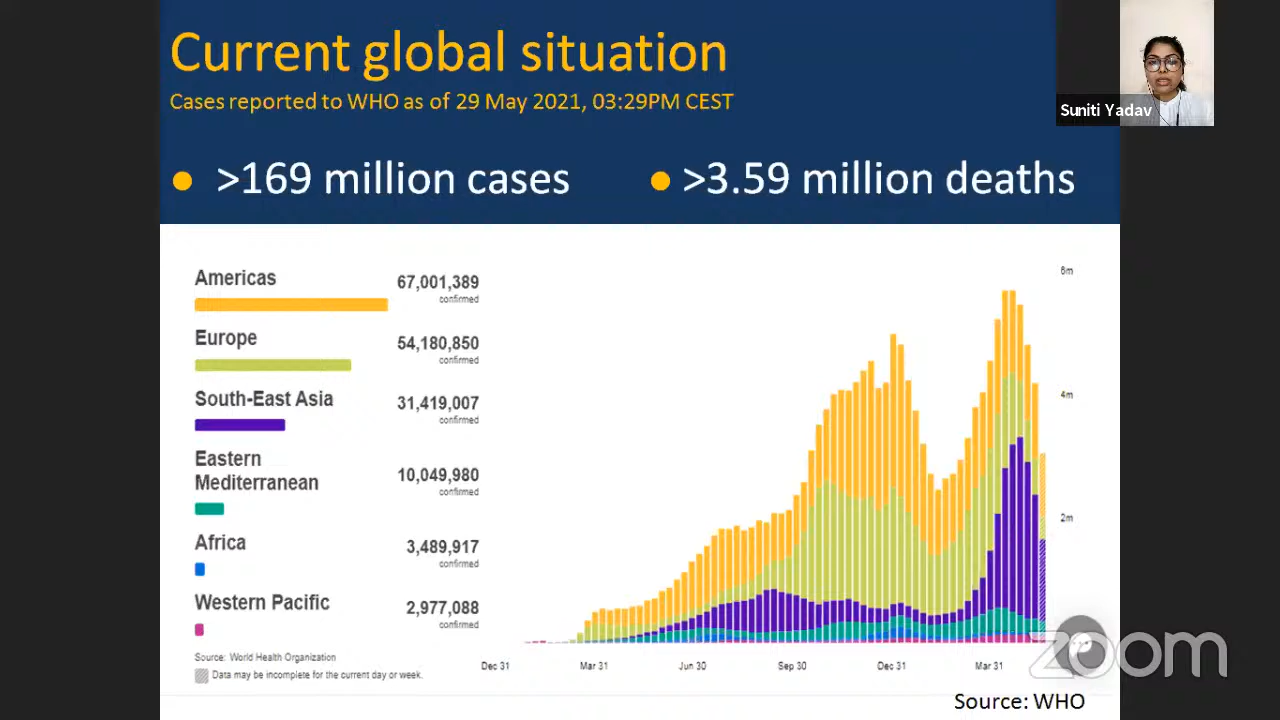 Current global situation
Cases reported to WHO as of 29 May 2021, 03:29PM CEST
Suniti Yadav
>169 million cases
>3.59 million deaths
Americas
67,001,389
confirmed
Europe
54,180,850
confirmed
South-East Asia
31,419,007
confirmed
Eastern
Mediterranean
10,049,980
confirmed
Africa
3,489,917
confirmed
Western Pacific
2,977,088
confirmed
Source: World Health Organization
Data may be incomplete for the current day or week.
6m
4m
2m
Dec 31
Mar 31
Jun 30
Sep 30
Dec 31
Mar 31
zoom
Source: WHO